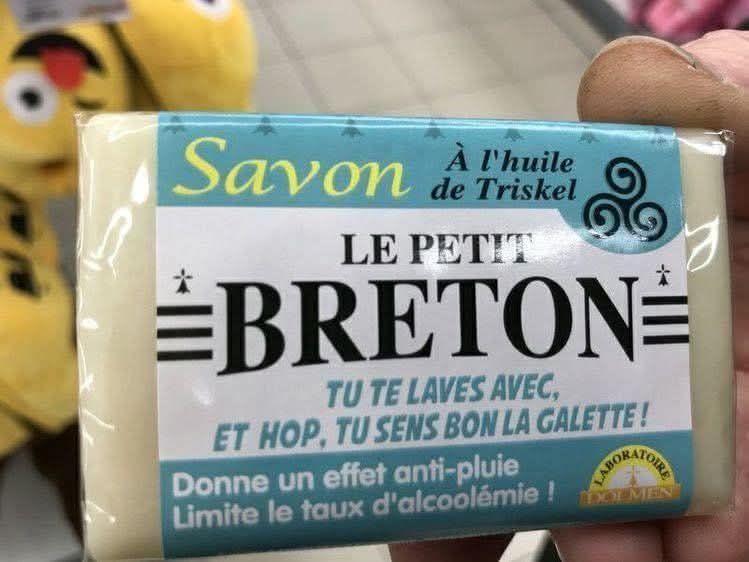 Savon
À l'huile
de Triskel
LE PETIT
BRETON
TU TE LAVES AVEC,
ET HOP, TU SENS BON LA GALETTE !
Donne un effet anti-pluie
Limite le taux d'alcoolémie !
LABORATOIRE
DOLMEN